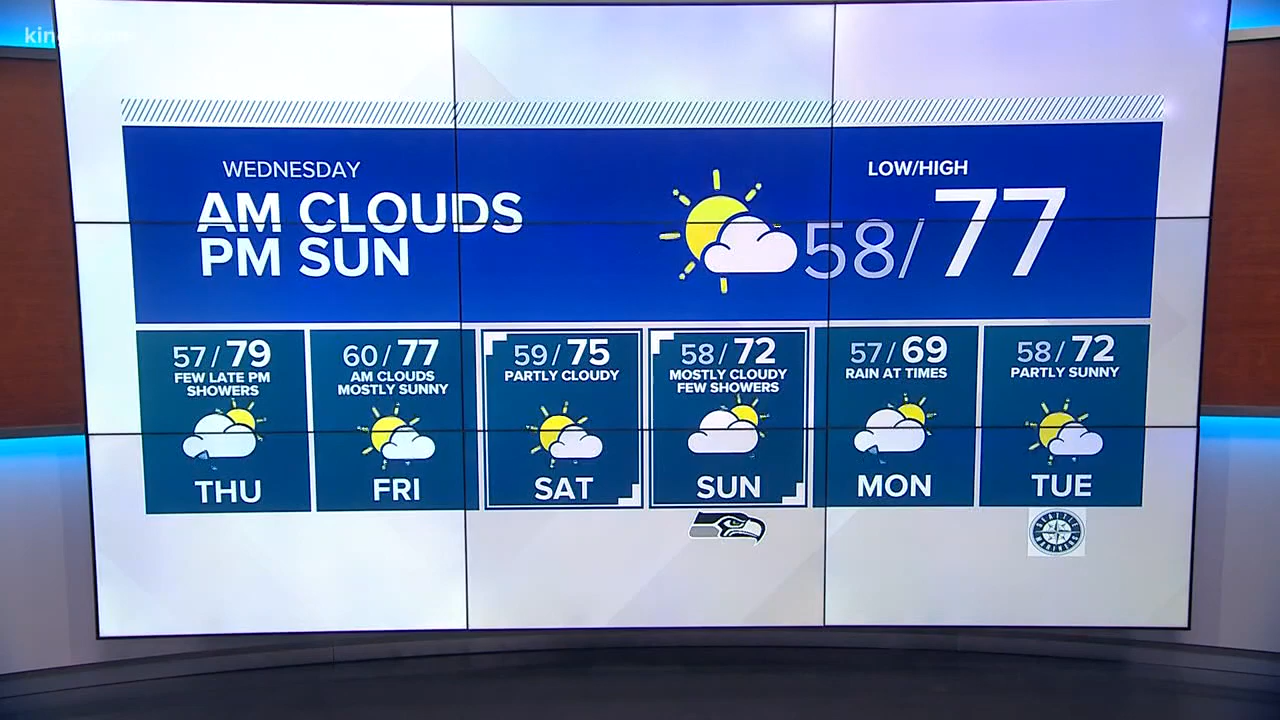 WEDNESDAY
AM CLOUDS
PM SUN
LOW/HIGH
58/77
57/79
FEW LATE PM
SHOWERS
THU
60/77
AM CLOUDS
MOSTLY SUNNY
FRI
59/75
PARTLY CLOUDY
SAT
58/72
MOSTLY CLOUDY
FEW SHOWERS
SUN
57/69
RAIN AT TIMES
MON
58/72
PARTLY SUNNY
TUE
SEATTLE
MARINERS